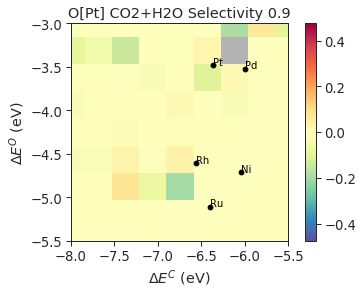 O[Pt] CO2+H2O Selectivity 0.9
−3.0
−3.5
−4.0
−4.5
−5.0
−5.5
ΔE^O (eV)
Pt
Pd
Rh
Ni
Ru
−8.0 −7.5 −7.0 −6.5 −6.0 −5.5
ΔE^C (eV)
0.4
0.2
0.0
−0.2
−0.4